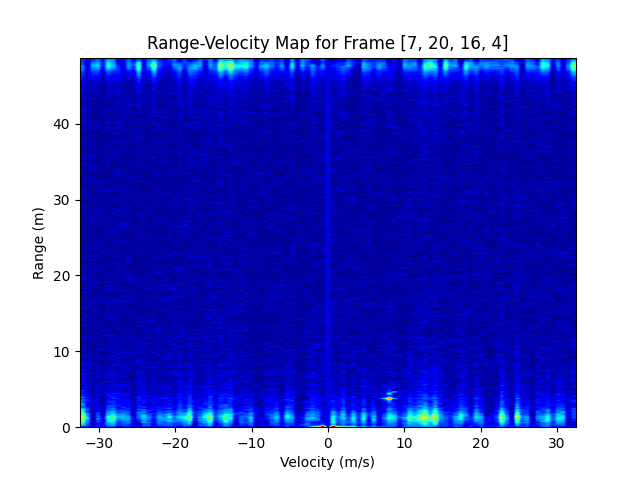 Range-Velocity Map for Frame [7, 20, 16, 4]
Range (m)
40
30
20
10
0
−30 −20 −10 0 10 20 30
Velocity (m/s)